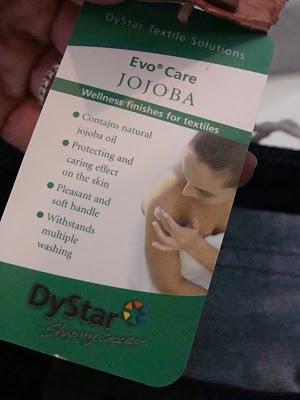 DyStar Textile Solutions
Evo® Care
JOJOBA
Wellness finishes for textiles
• Contains natural
jojoba oil
• Protecting and
caring effect
on the skin
• Pleasant and
soft handle
• Withstands
multiple
washing
DyStar
Shaping success